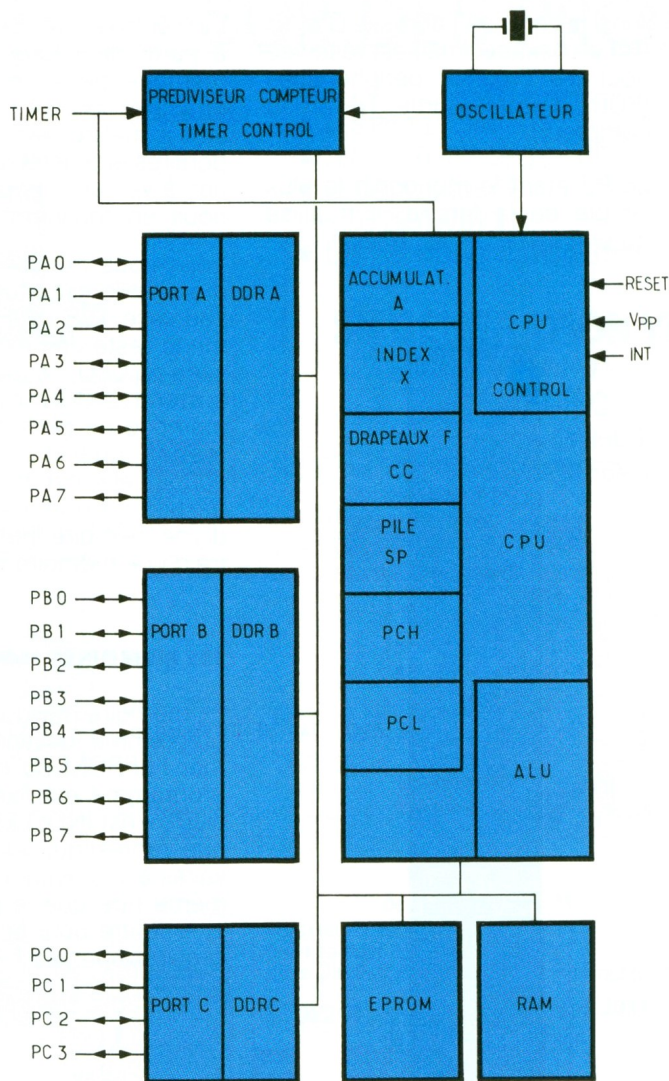 PREDIVISEUR COMPTEUR
TIMER CONTROL
OSCILLATEUR
TIMER
PA0
PA1
PA2
PA3
PA4
PA5
PA6
PA7
PORT A
DDRA
ACCUMULAT.
A
INDEX
X
DRAPEAUX F
CC
PILE
SP
PCH
PCL
CPU
CONTROL
CPU
ALU
RESET
VPP
INT
PB0
PB1
PB2
PB3
PB4
PB5
PB6
PB7
PORT B
DDRB
PC0
PC1
PC2
PC3
PORT C
DDRC
EPROM
RAM